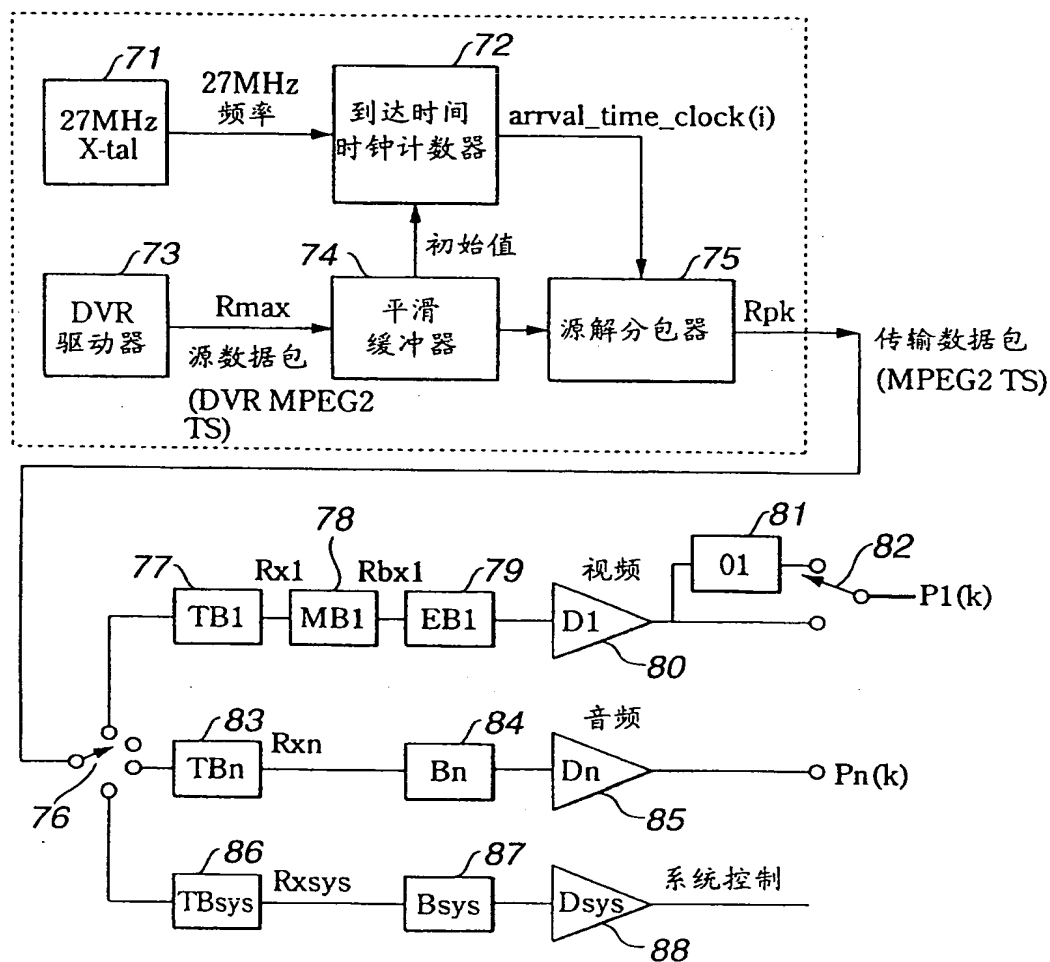 71
27MHz
X-tal
27MHz
频率
72
到达时间
时钟计数器
arrval_time_clock(i)
73
DVR
驱动器
Rmax
源数据包
(DVR MPEG2
TS)
初始值
74
平滑
缓冲器
75
源解分包器
Rpk
传输数据包
(MPEG2 TS)
76
77
TB1
Rx1
78
MB1
Rbx1
79
EB1
视频
D1
80
81
01
82
P1(k)
83
TBn
Rxn
84
Bn
音频
Dn
85
Pn(k)
86
TBsys
Rxsys
87
Bsys
Dsys
88
系统控制